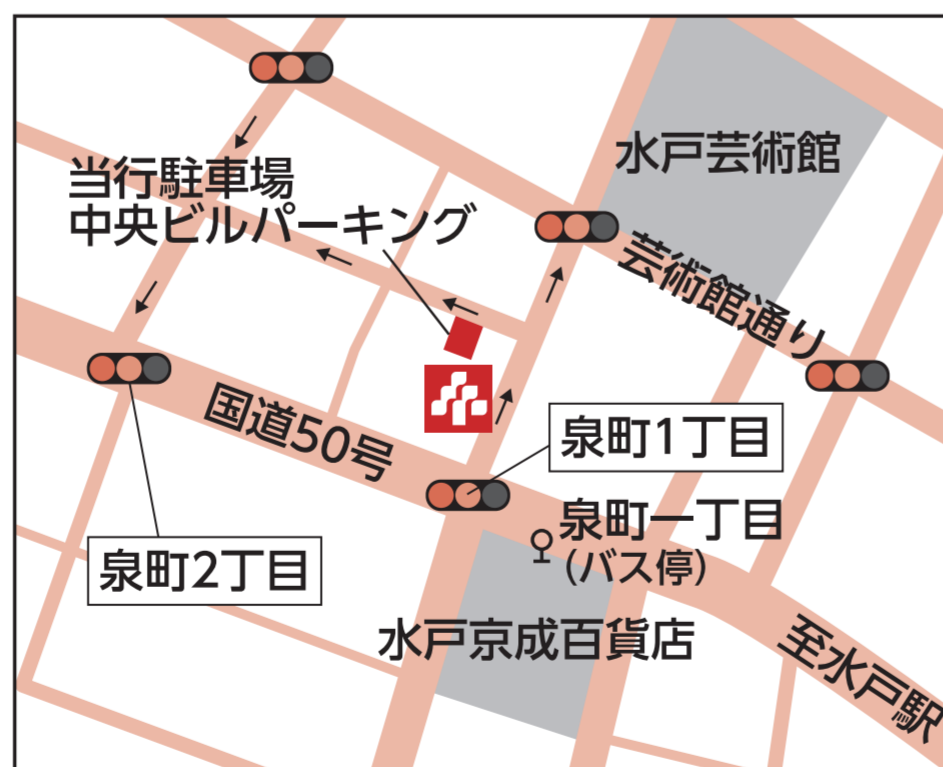 水戸芸術館
当行駐車場
中央ビルパーキング
芸術館通り
国道50号
泉町1丁目
泉町一丁目
(バス停)
泉町2丁目
水戸京成百貨店
至水戸駅